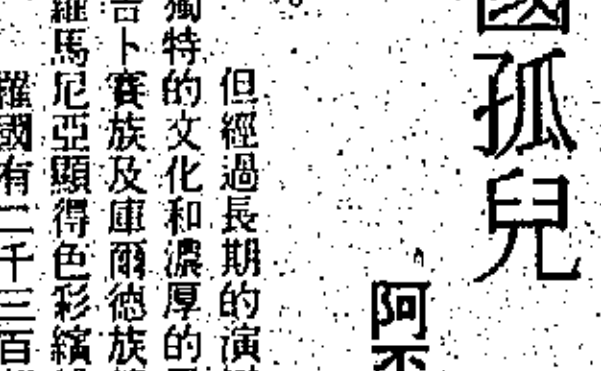 國孤兒
阿
但經過長期的演
獨特的文化和濃厚的
吉卜賽族及庫爾德族
羅馬尼亞顯得色彩繽
羅國有二千三百